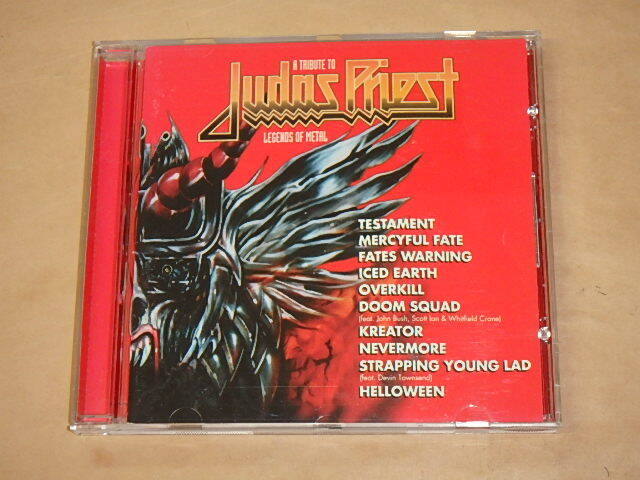 A TRIBUTE TO
Judas Priest
LEGENDS OF METAL
TESTAMENT
MERCYFUL FATE
FATES WARNING
ICED EARTH
OVERKILL
DOOM SQUAD
(feat. John Bush, Scott Ian & Whitfield Crane)
KREATOR
NEVERMORE
STRAPPING YOUNG LAD
(feat. Devin Townsend)
HELLOWEEN